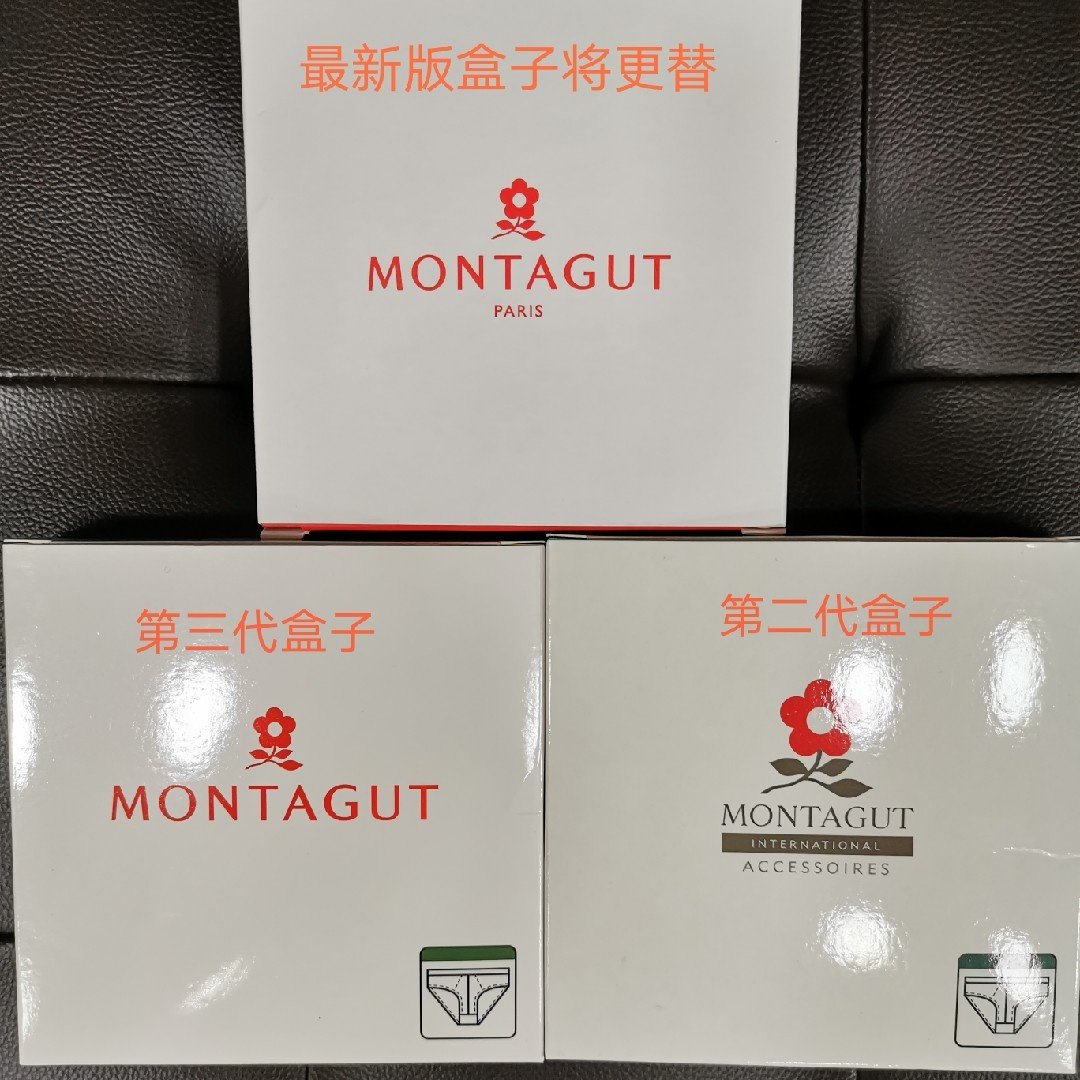 最新版盒子将更替
MONTAGUT
PARIS
第三代盒子
MONTAGUT
第二代盒子
MONTAGUT
INTERNATIONAL
ACCESSOIRES